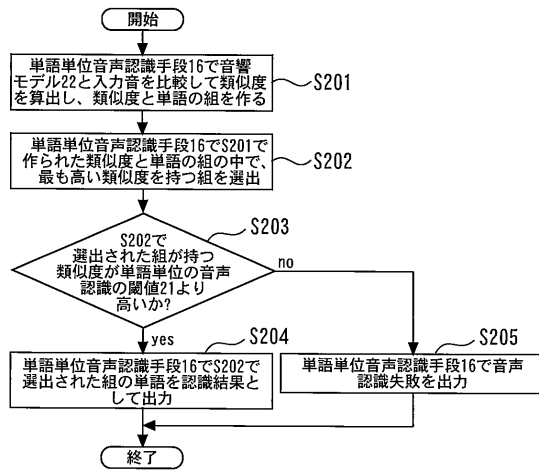 開始
単語単位音声認識手段16で音響
モデル22と入力音を比較して類似度
を算出し、類似度と単語の組を作る
S201
単語単位音声認識手段16でS201で
作られた類似度と単語の組の中で、
最も高い類似度を持つ組を選出
S202
S203
S202で
選出された組が持つ
類似度が単語単位の音声
認識の閾値21より
高いか?
no
yes
S204
単語単位音声認識手段16でS202で
選出された組の単語を認識結果と
して出力
S205
単語単位音声認識手段16で音声
認識失敗を出力
終了